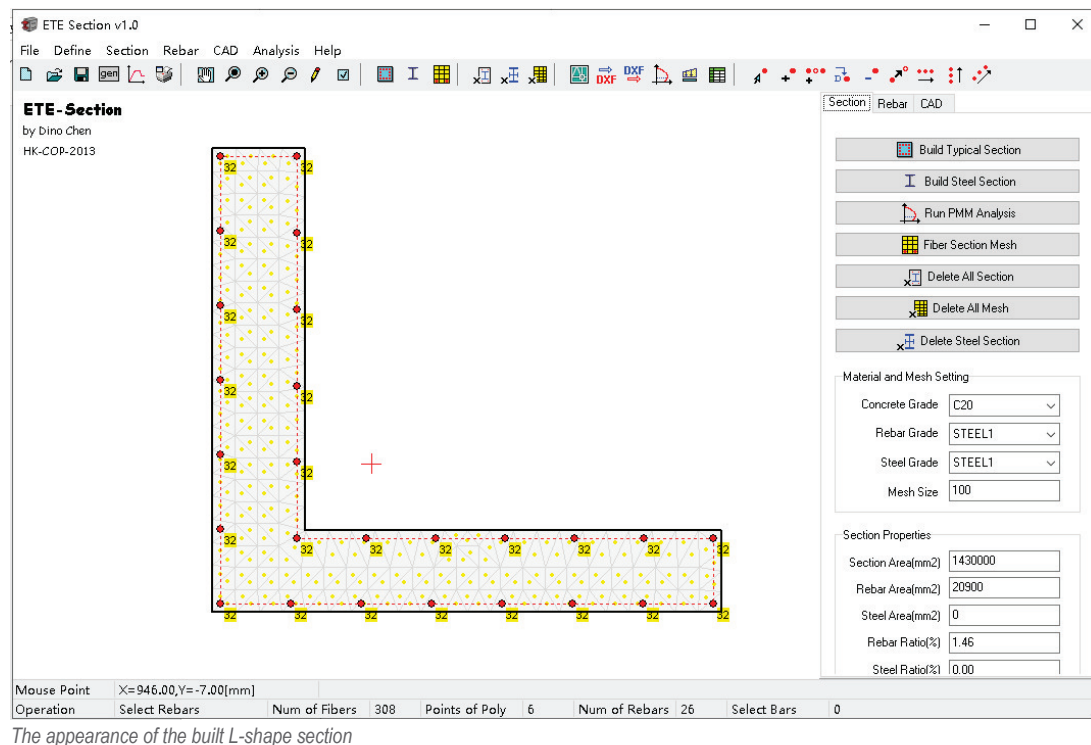 ETE Section v1.0
File Define Section Rebar CAD Analysis Help
gen DXF DXF
ETE-Section
by Dino Chen
HK-COP-2013
Section Rebar CAD
Build Typical Section
Build Steel Section
Run PMM Analysis
Fiber Section Mesh
Delete All Section
Delete All Mesh
Delete Steel Section
Material and Mesh Setting
Concrete Grade C20
Rebar Grade STEEL1
Steel Grade STEEL1
Mesh Size 100
Section Properties
Section Area(mm2) 1430000
Rebar Area(mm2) 20900
Steel Area(mm2) 0
Rebar Ratio(%) 1.46
Steel Ratio(%) 0.00
32 32
32 32
32 32
32 32
32 32
32 32 32 32 32 32 32 32
32 32 32 32 32 32 32 32
Mouse Point X=946.00,Y=-7.00[mm]
Operation Select Rebars Num of Fibers 308 Points of Poly 6 Num of Rebars 26 Select Bars 0
The appearance of the built L-shape section